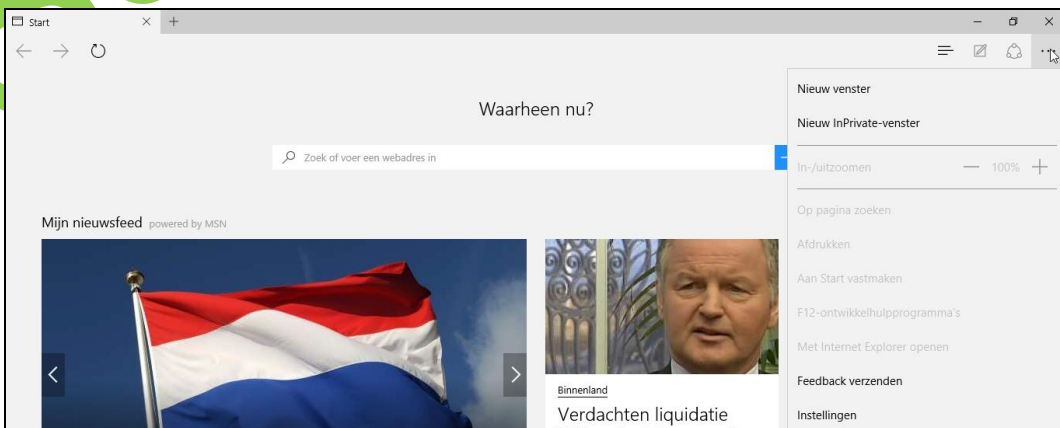 Start
Waarheen nu?
Zoek of voer een webadres in
Mijn nieuwsfeed powered by MSN
Binnenland
Verdachten liquidatie
Nieuw venster
Nieuw InPrivate-venster
In-/uitzoomen 100%
Op pagina zoeken
Afdrukken
Aan Start vastmaken
F12-ontwikkelhulpprogramma's
Met Internet Explorer openen
Feedback verzenden
Instellingen